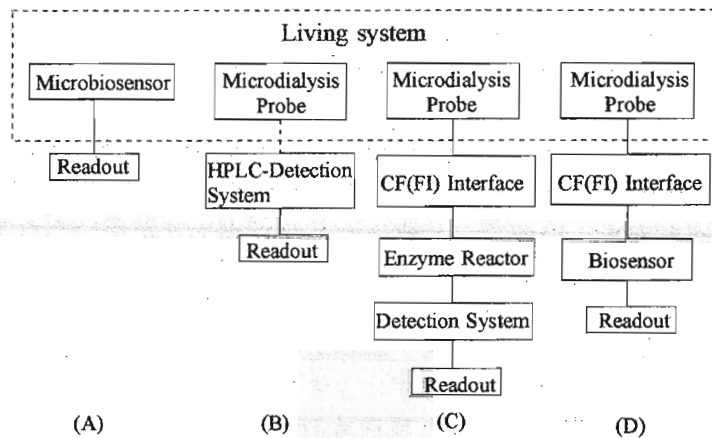 Living system
Microbiosensor
Readout
(A)
Microdialysis
Probe
HPLC-Detection
System
Readout
(B)
Microdialysis
Probe
CF(FI) Interface
Enzyme Reactor
Detection System
Readout
(C)
Microdialysis
Probe
CF(FI) Interface
Biosensor
Readout
(D)